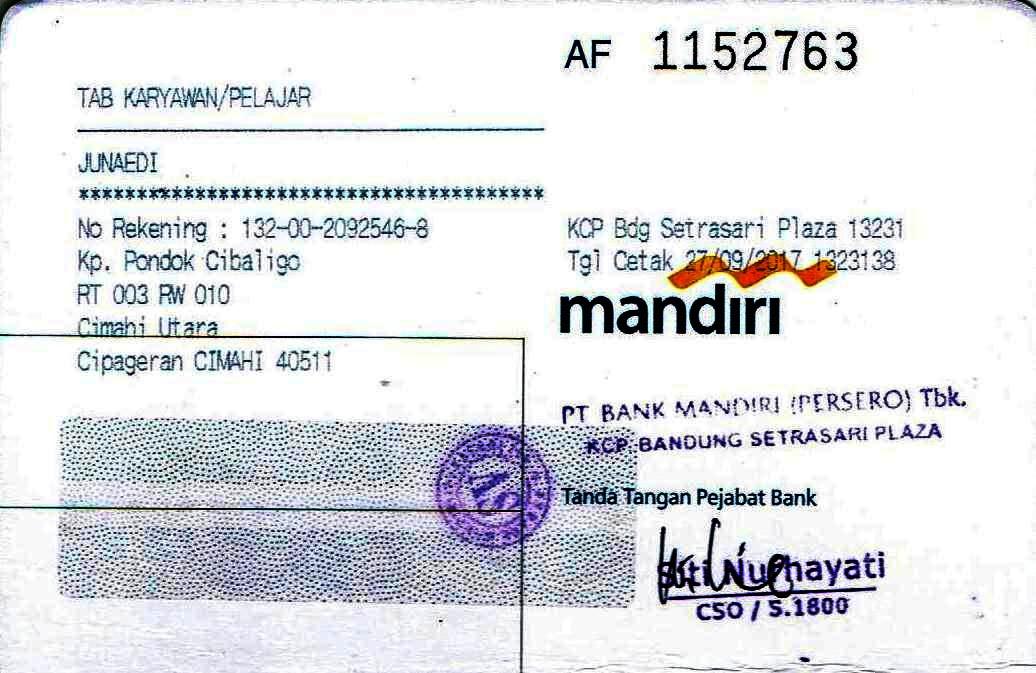 AF 1152763
TAB KARYAWAN/PELAJAR
JUNAEDI
****************************************
No Rekening : 132-00-2092546-8
Kp. Pondok Cibaligo
RT 003 RW 010
Cimahi Utara
Cipageran CIMAHI 40511
KCP Bdg Setrasari Plaza 13231
Tgl Cetak 27/09/2017 1323138
mandiri
PT BANK MANDIRI (PERSERO) Tbk.
KCP BANDUNG SETRASARI PLAZA
Tanda Tangan Pejabat Bank
Siti Nurhayati
CSO / S.1800